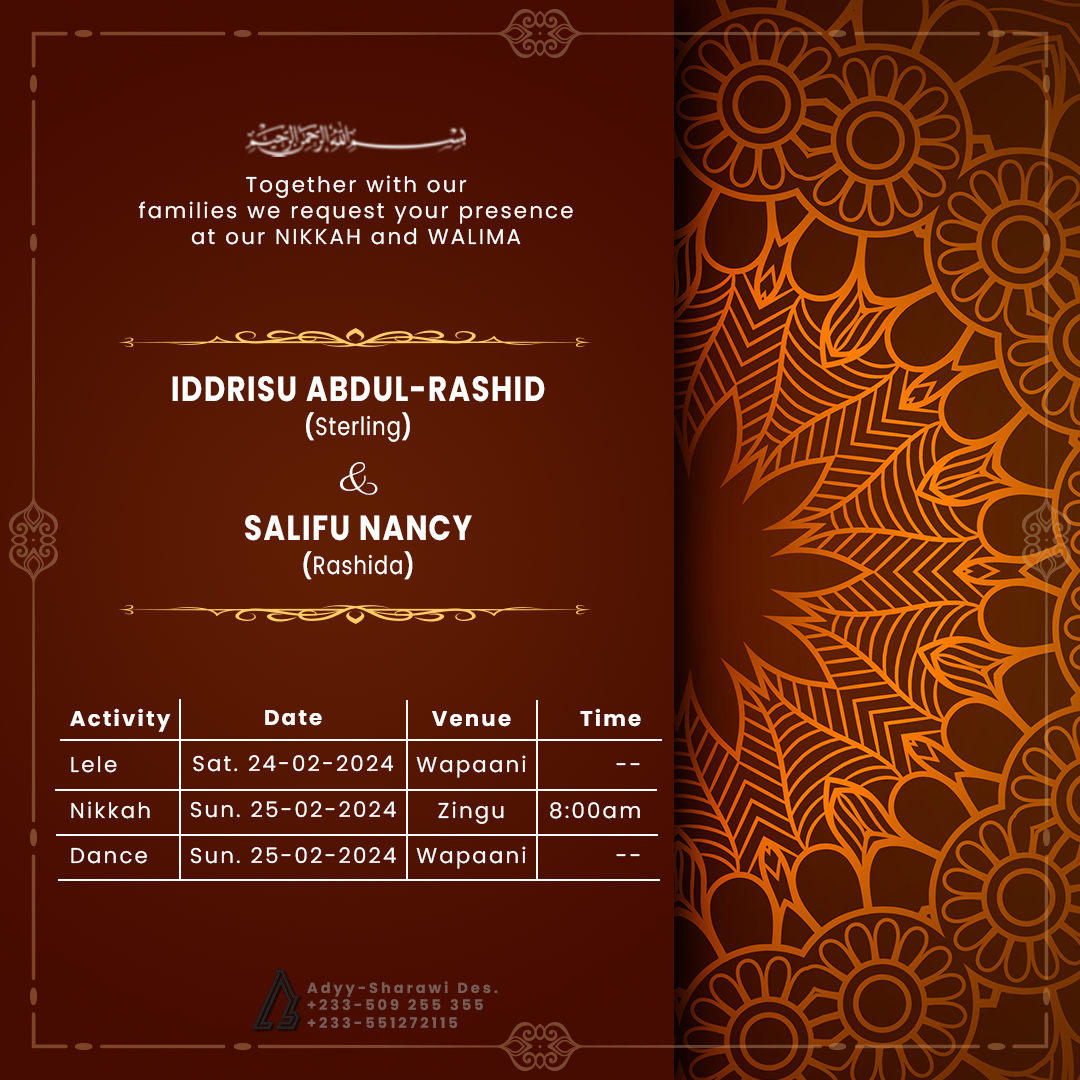 بسم الله الرحمن الرحيم
Together with our
families we request your presence
at our NIKKAH and WALIMA
IDDRISU ABDUL-RASHID
(Sterling)
&
SALIFU NANCY
(Rashida)
Activity Date Venue Time
Lele Sat. 24-02-2024 Wapaani --
Nikkah Sun. 25-02-2024 Zingu 8:00am
Dance Sun. 25-02-2024 Wapaani --
Adyy-Sharawi Des.
+233-509 255 355
+233-551272115